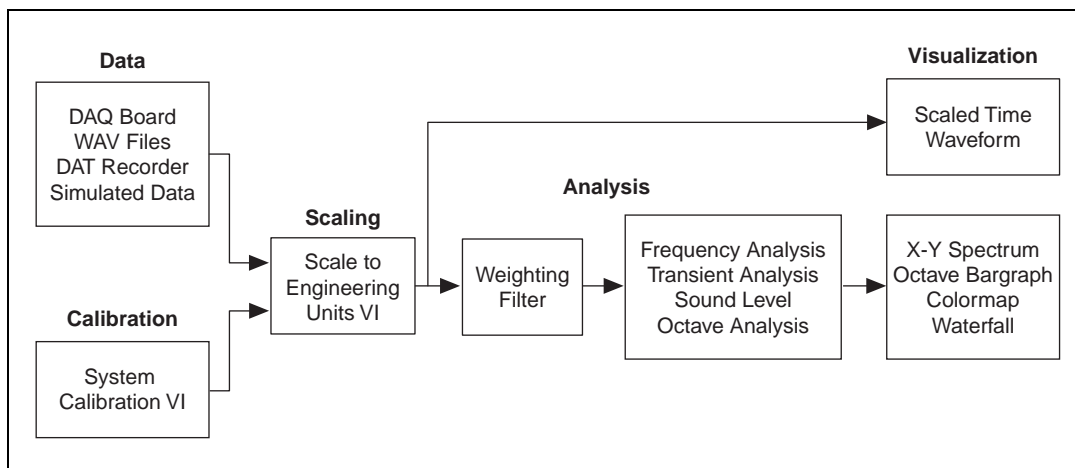 Data
DAQ Board
WAV Files
DAT Recorder
Simulated Data
Calibration
System
Calibration VI
Scaling
Scale to
Engineering
Units VI
Analysis
Weighting
Filter
Frequency Analysis
Transient Analysis
Sound Level
Octave Analysis
Visualization
Scaled Time
Waveform
X-Y Spectrum
Octave Bargraph
Colormap
Waterfall